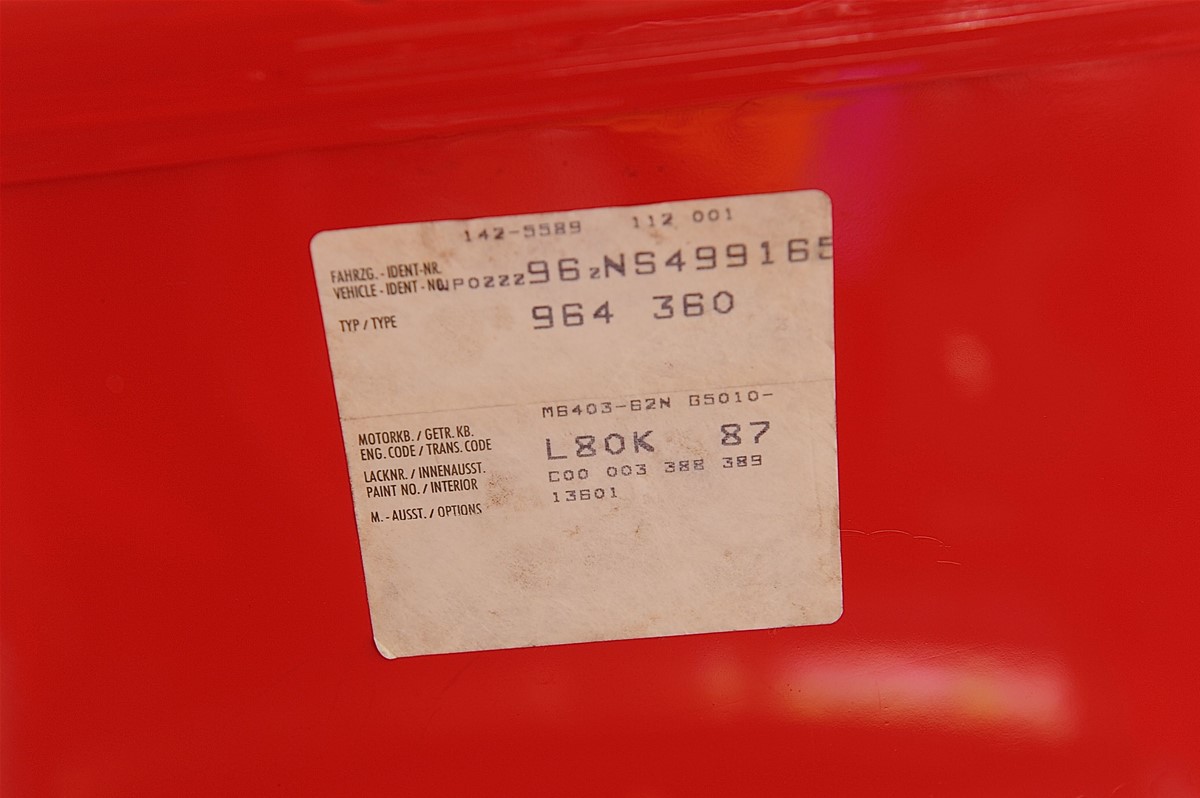 142-5589 112 001
FAHRZG. - IDENT-NR.
VEHICLE - IDENT - NO. WP0ZZZ96ZNS499165
TYP / TYPE 964 360
M6403-62N G5010-
MOTORKB. / GETR. KB.
ENG. CODE / TRANS. CODE
L80K 87
LACKNR. / INNENAUSST.
PAINT NO. / INTERIOR
C00 003 388 389
13601
M. - AUSST. / OPTIONS